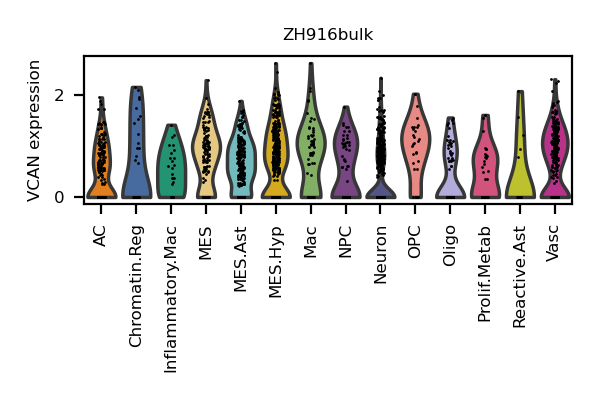 ZH916bulk
VCAN expression
2
0
AC
Chromatin.Reg
Inflammatory.Mac
MES
MES.Ast
MES.Hyp
Mac
NPC
Neuron
OPC
Oligo
Prolif.Metab
Reactive.Ast
Vasc